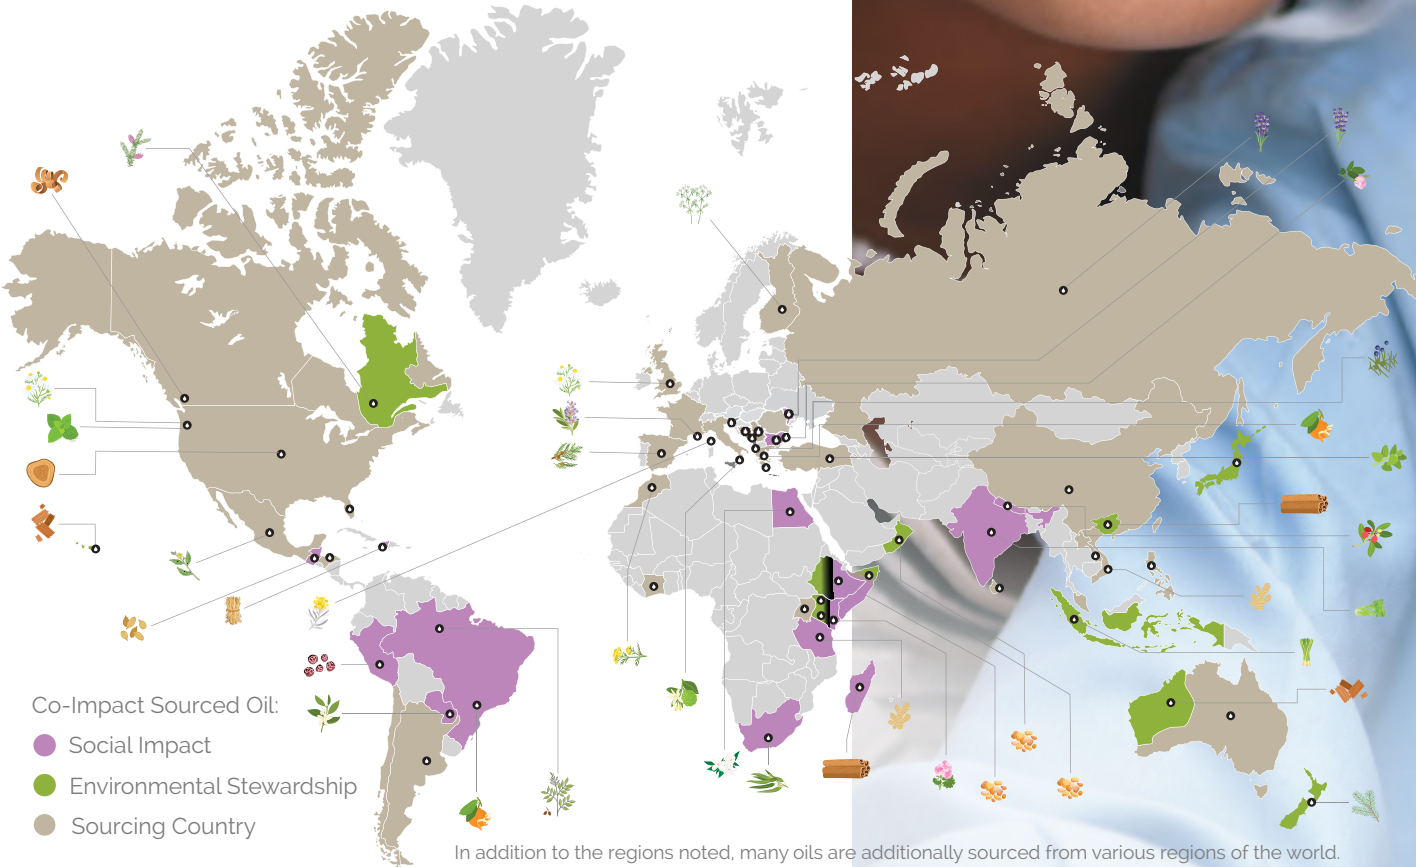 Co-Impact Sourced Oil:
Social Impact
Environmental Stewardship
Sourcing Country
In addition to the regions noted, many oils are additionally sourced from various regions of the world.